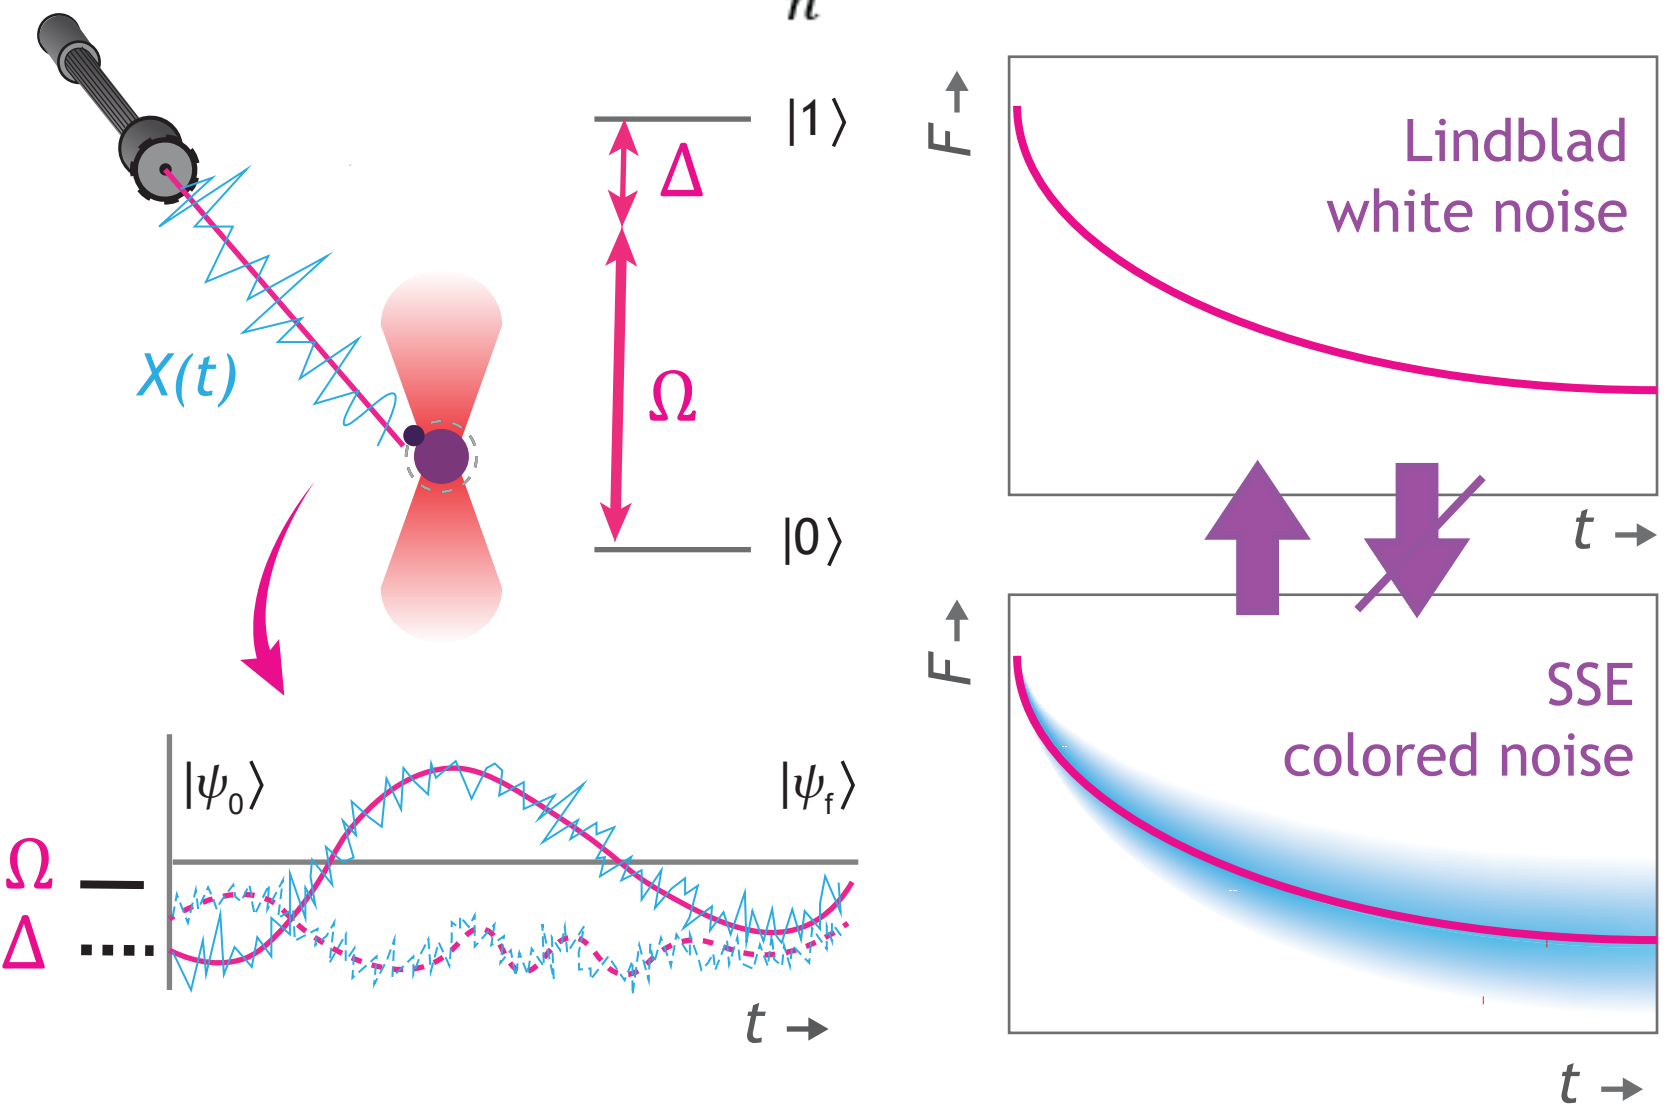 |1⟩
Δ
Ω
|0⟩
X(t)
|ψ₀⟩
|ψf⟩
Ω
Δ
t
F
Lindblad
white noise
t
F
SSE
colored noise
t